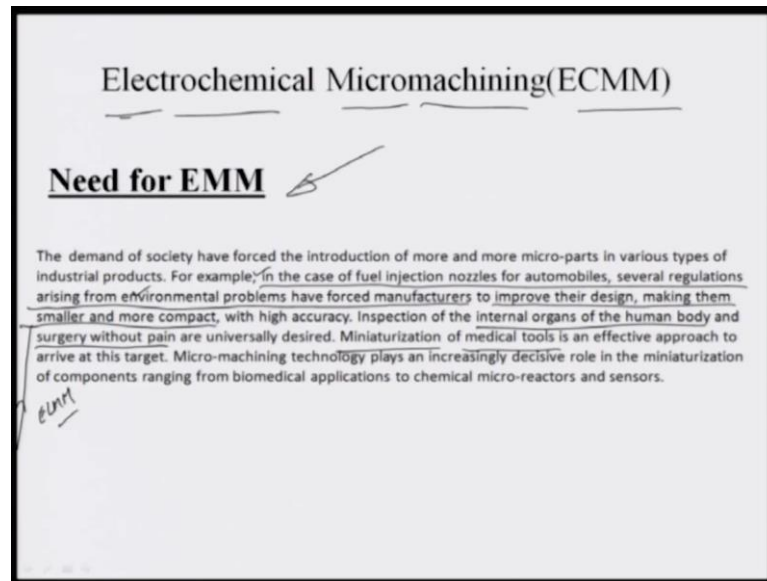 Electrochemical Micromachining(ECMM)
Need for EMM
The demand of society have forced the introduction of more and more micro-parts in various types of
industrial products. For example, in the case of fuel injection nozzles for automobiles, several regulations
arising from environmental problems have forced manufacturers to improve their design, making them
smaller and more compact, with high accuracy. Inspection of the internal organs of the human body and
surgery without pain are universally desired. Miniaturization of medical tools is an effective approach to
arrive at this target. Micro-machining technology plays an increasingly decisive role in the miniaturization
of components ranging from biomedical applications to chemical micro-reactors and sensors.